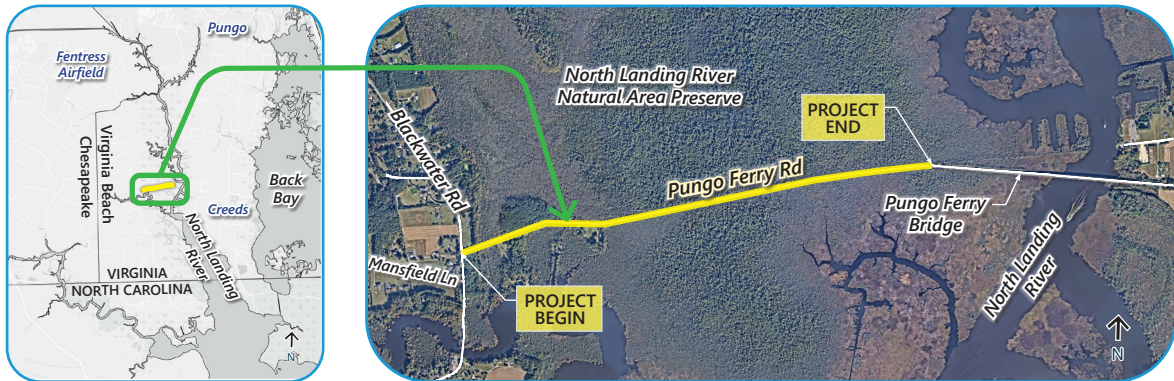 Pungo
Fentress
Airfield
Virginia Beach
Chesapeake
Back
Bay
Creeds
North Landing
River
VIRGINIA
NORTH CAROLINA
N
North Landing River
Natural Area Preserve
PROJECT
END
Blackwater Rd
Pungo Ferry Rd
Pungo Ferry
Bridge
Mansfield Ln
North Landing
River
PROJECT
BEGIN
N